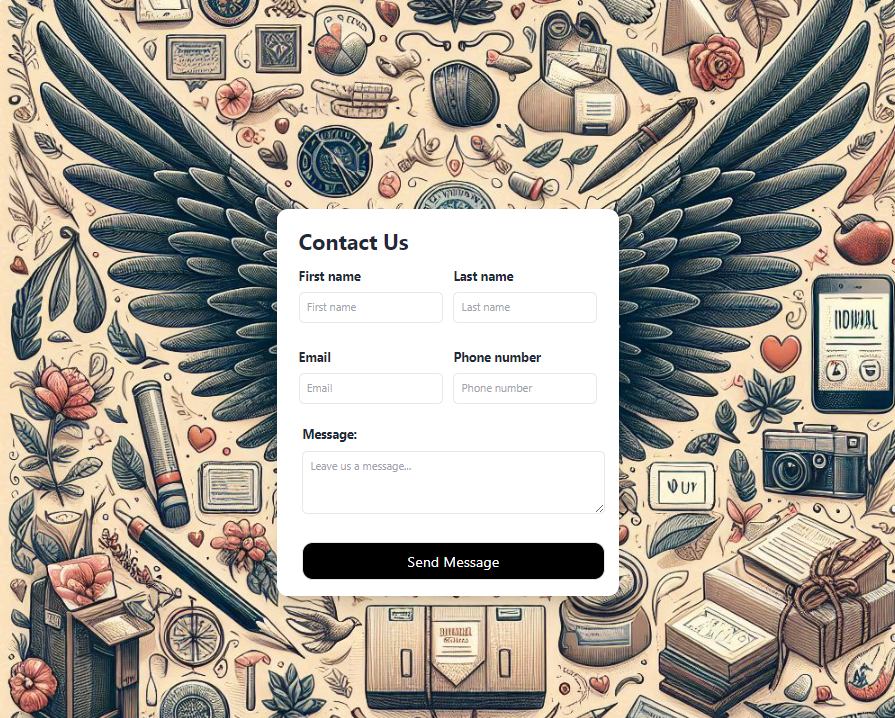 Contact Us
First name Last name
First name Last name
Email Phone number
Email Phone number
Message:
Leave us a message...
Send Message